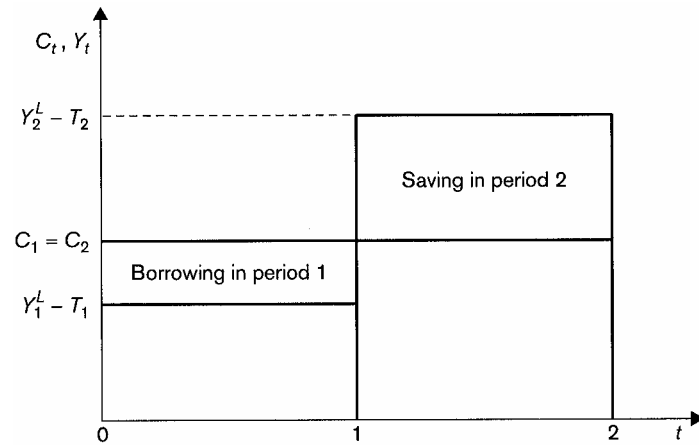 C_t, Y_t
Y_2^L – T_2
Saving in period 2
C_1 = C_2
Borrowing in period 1
Y_1^L – T_1
0
1
2
t